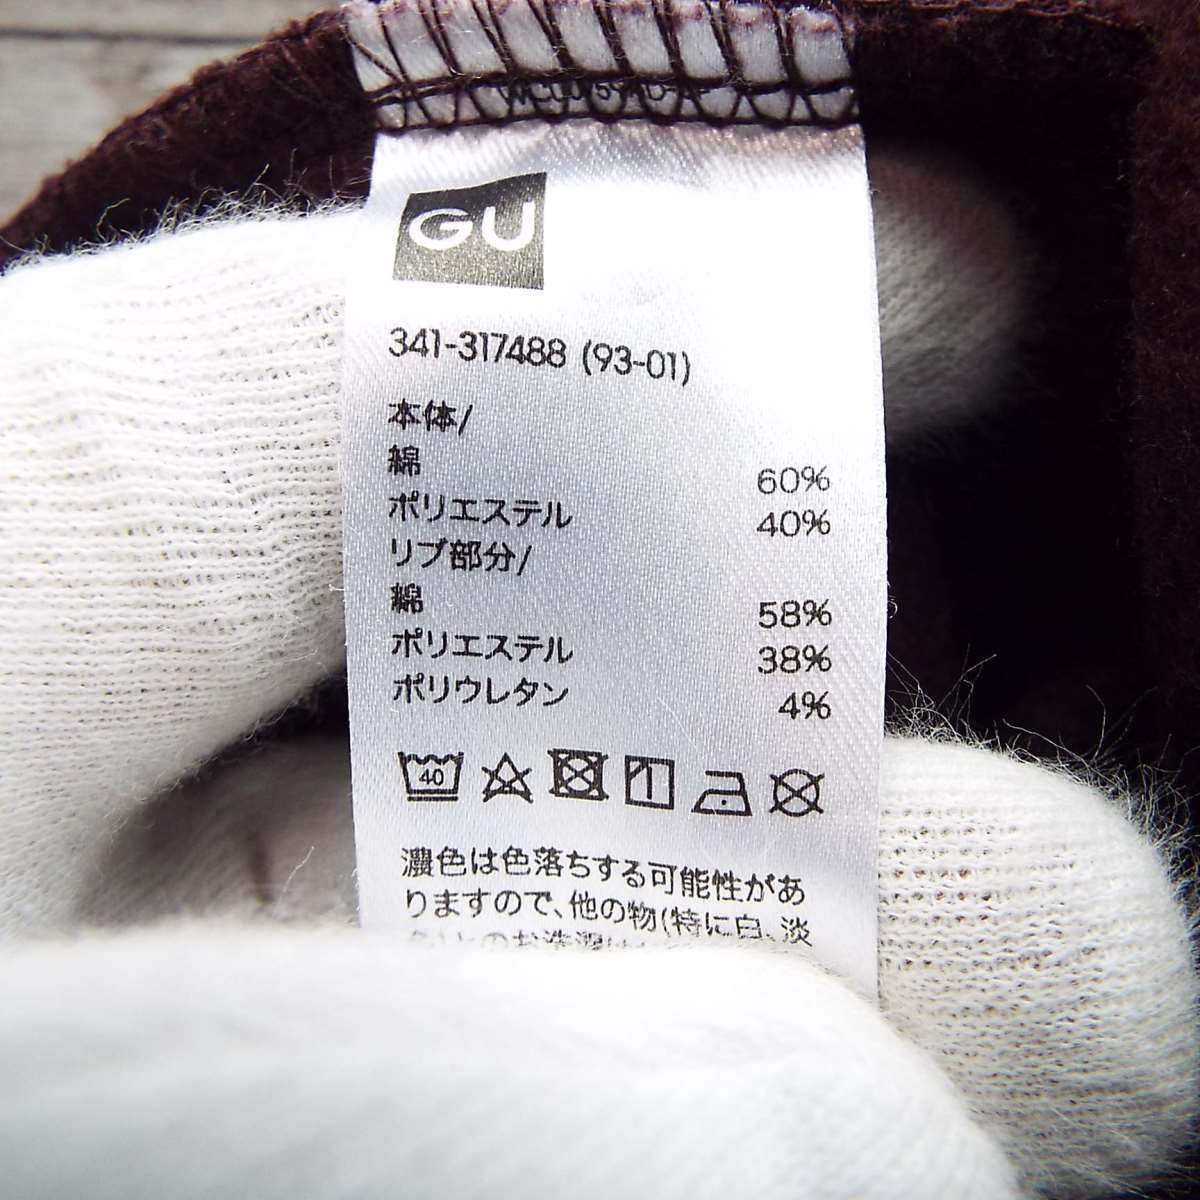 GU
341-317488 (93-01)
本体/
綿 60%
ポリエステル 40%
リブ部分/
綿 58%
ポリエステル 38%
ポリウレタン 4%
40
濃色は色落ちする可能性があ
りますので、他の物(特に白、淡